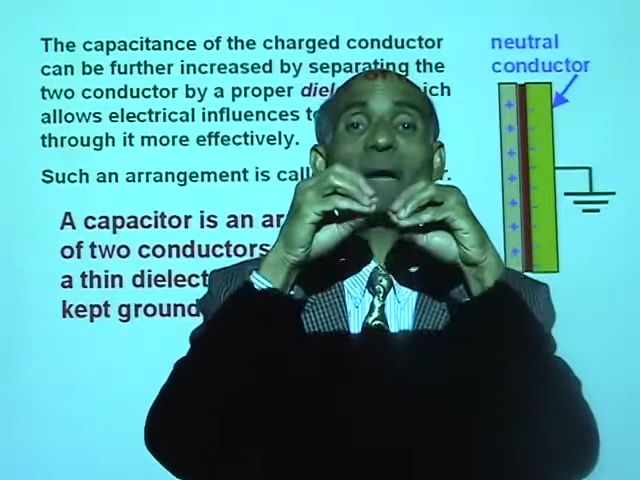 The capacitance of the charged conductor
can be further increased by separating the
two conductor by a proper
allows electrical influences
through it more effectively.
Such an arrangement is
A capacitor is an
of two conductors
a thin
kept
neutral
conductor